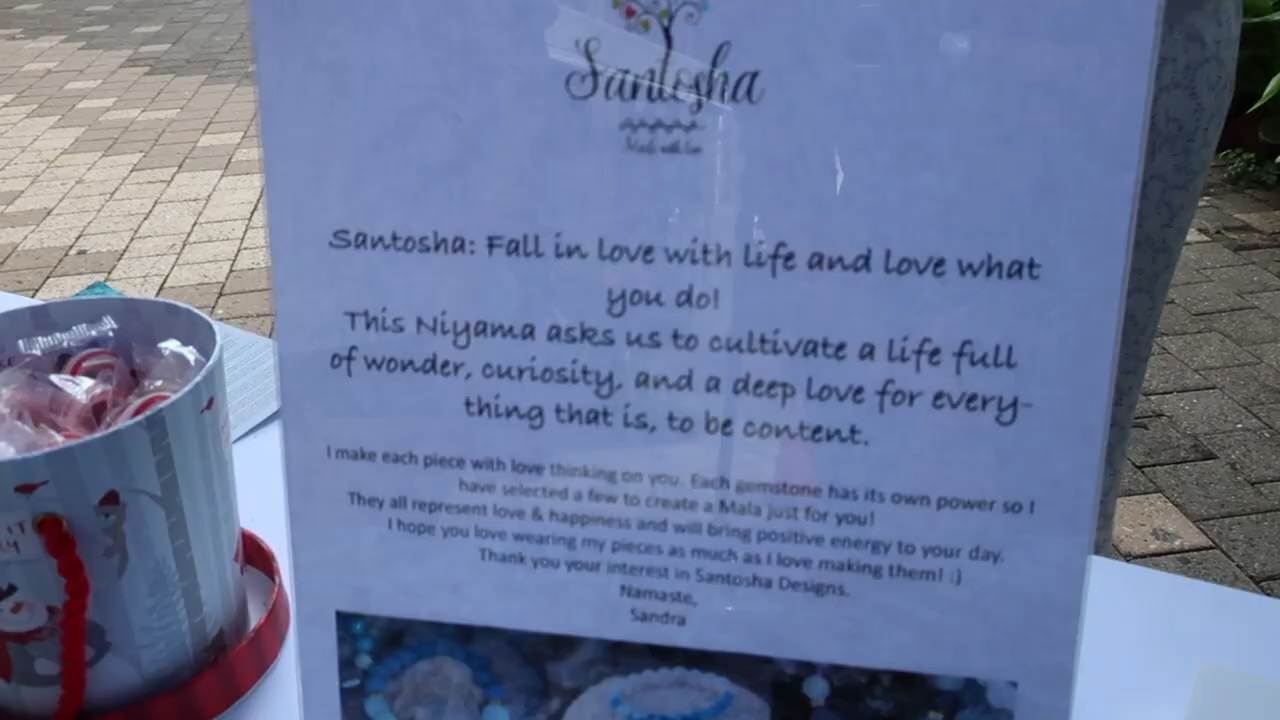 Santosha
Made with love
Santosha: Fall in love with life and love what
you do!
This Niyama asks us to cultivate a life full
of wonder, curiosity, and a deep love for every-
thing that is, to be content.
I make each piece with love thinking on you. Each gemstone has its own power so I
have selected a few to create a Mala just for you!
They all represent love & happiness and will bring positive energy to your day.
I hope you love wearing my pieces as much as I love making them! :)
Thank you your interest in Santosha Designs.
Namaste,
Sandra